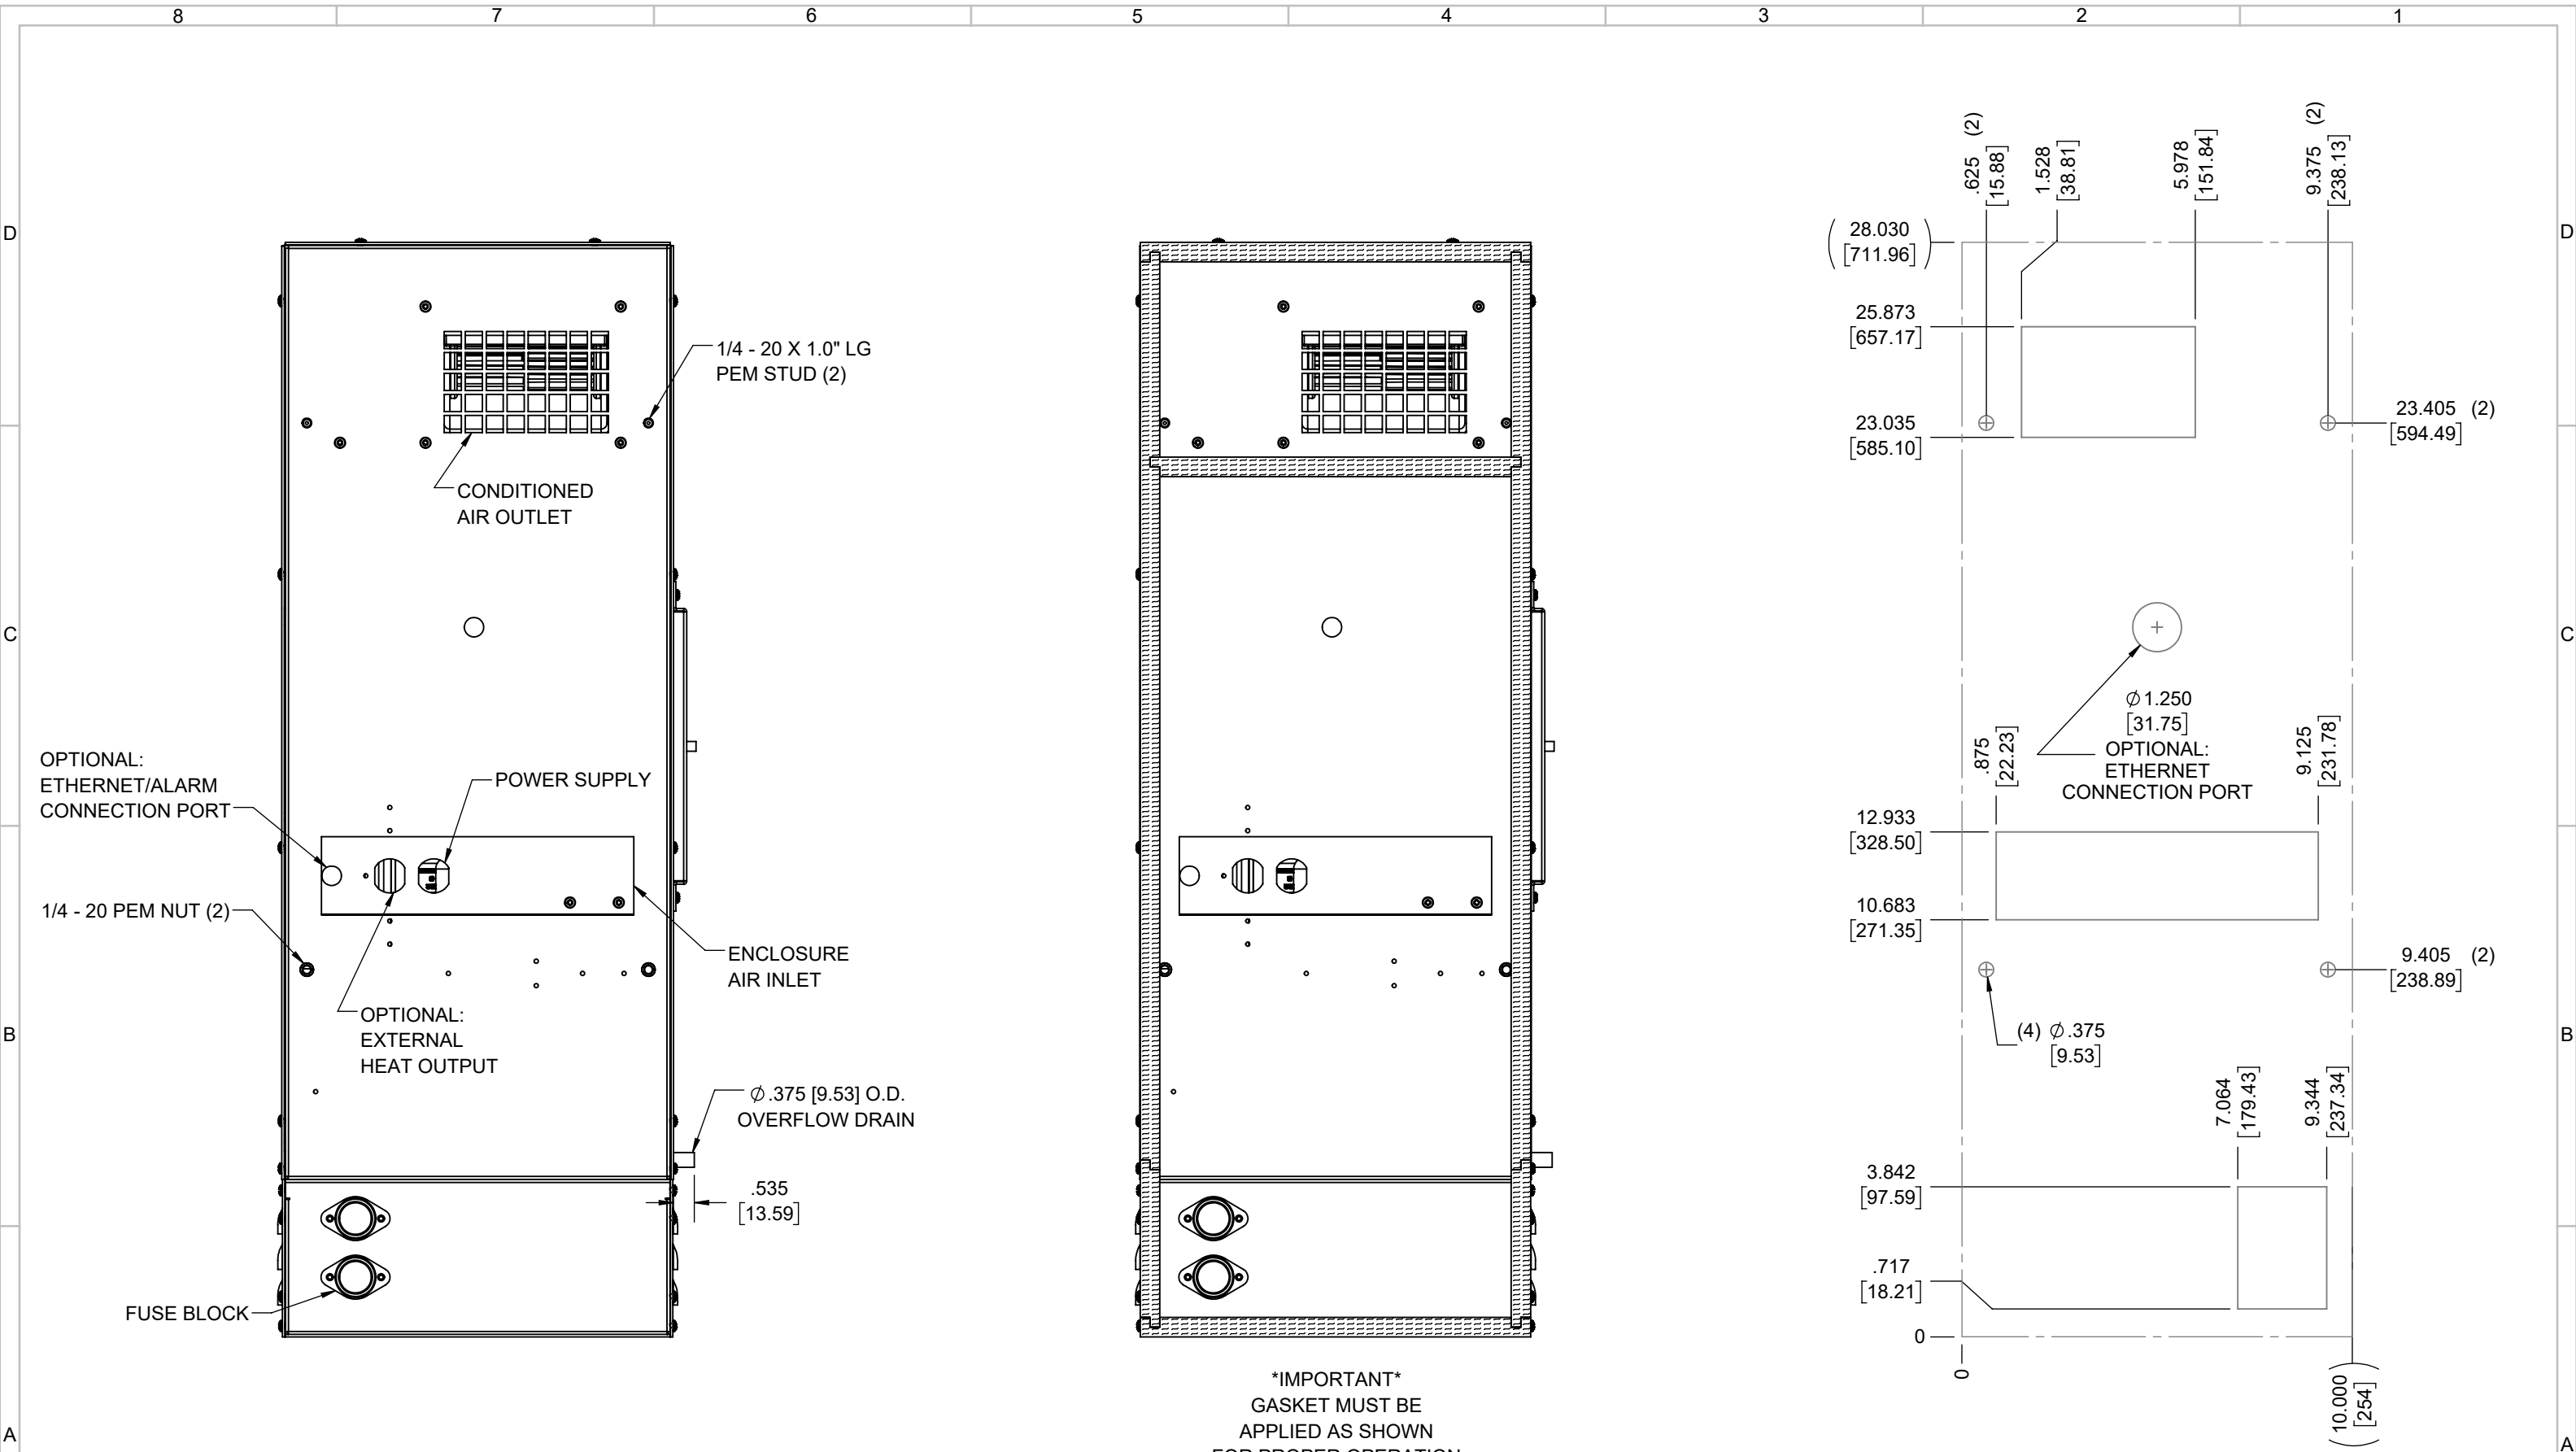 8 7 6 5 4 3 2 1
D
D
C
C
B
B
A
A
1/4 - 20 X 1.0" LG
PEM STUD (2)
CONDITIONED
AIR OUTLET
OPTIONAL:
ETHERNET/ALARM
CONNECTION PORT
POWER SUPPLY
1/4 - 20 PEM NUT (2)
ENCLOSURE
AIR INLET
OPTIONAL:
EXTERNAL
HEAT OUTPUT
∅.375 [9.53] O.D.
OVERFLOW DRAIN
.535
[13.59]
FUSE BLOCK
*IMPORTANT*
GASKET MUST BE
APPLIED AS SHOWN
FOR PROPER OPERATION
.625 (2)
[15.88]
1.528
[38.81]
5.978
[151.84]
9.375 (2)
[238.13]
(28.030
[711.96])
25.873
[657.17]
23.035
[585.10]
23.405 (2)
[594.49]
∅1.250
[31.75]
OPTIONAL:
ETHERNET
CONNECTION PORT
.875
[22.23]
9.125
[231.78]
12.933
[328.50]
10.683
[271.35]
9.405 (2)
[238.89]
(4) ∅.375
[9.53]
7.064
[179.43]
9.344
[237.34]
3.842
[97.59]
.717
[18.21]
0
0
(10.000
[254])